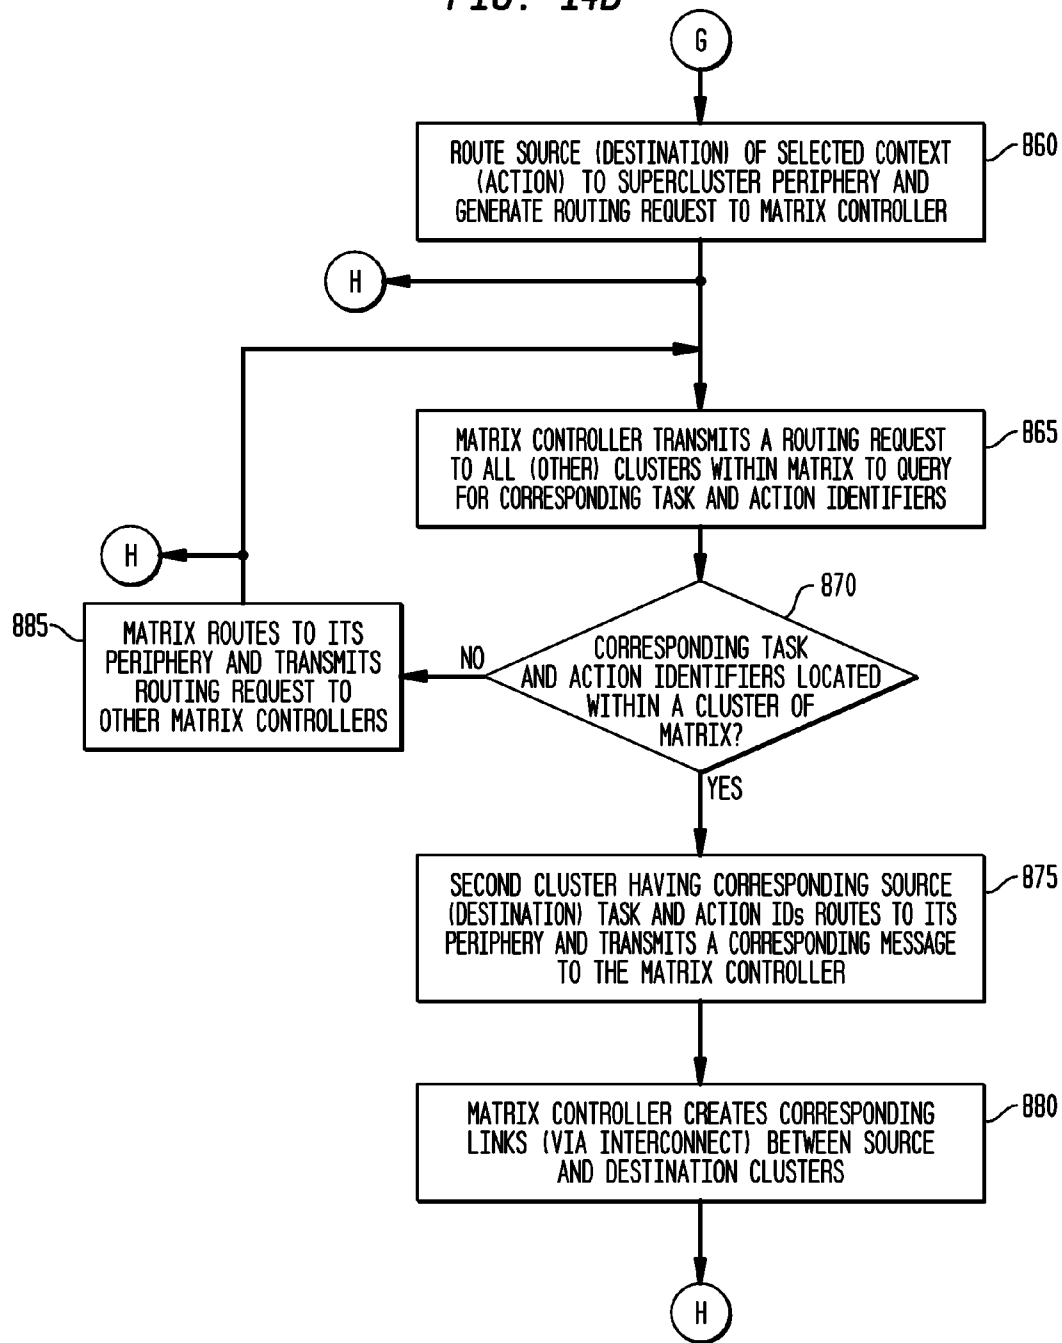 G
860
ROUTE SOURCE (DESTINATION) OF SELECTED CONTEXT
(ACTION) TO SUPERCLUSTER PERIPHERY AND
GENERATE ROUTING REQUEST TO MATRIX CONTROLLER
H
865
MATRIX CONTROLLER TRANSMITS A ROUTING REQUEST
TO ALL (OTHER) CLUSTERS WITHIN MATRIX TO QUERY
FOR CORRESPONDING TASK AND ACTION IDENTIFIERS
H
870
885
MATRIX ROUTES TO ITS
PERIPHERY AND TRANSMITS
ROUTING REQUEST TO
OTHER MATRIX CONTROLLERS
NO
CORRESPONDING TASK
AND ACTION IDENTIFIERS LOCATED
WITHIN A CLUSTER OF
MATRIX?
YES
875
SECOND CLUSTER HAVING CORRESPONDING SOURCE
(DESTINATION) TASK AND ACTION IDs ROUTES TO ITS
PERIPHERY AND TRANSMITS A CORRESPONDING MESSAGE
TO THE MATRIX CONTROLLER
880
MATRIX CONTROLLER CREATES CORRESPONDING
LINKS (VIA INTERCONNECT) BETWEEN SOURCE
AND DESTINATION CLUSTERS
H